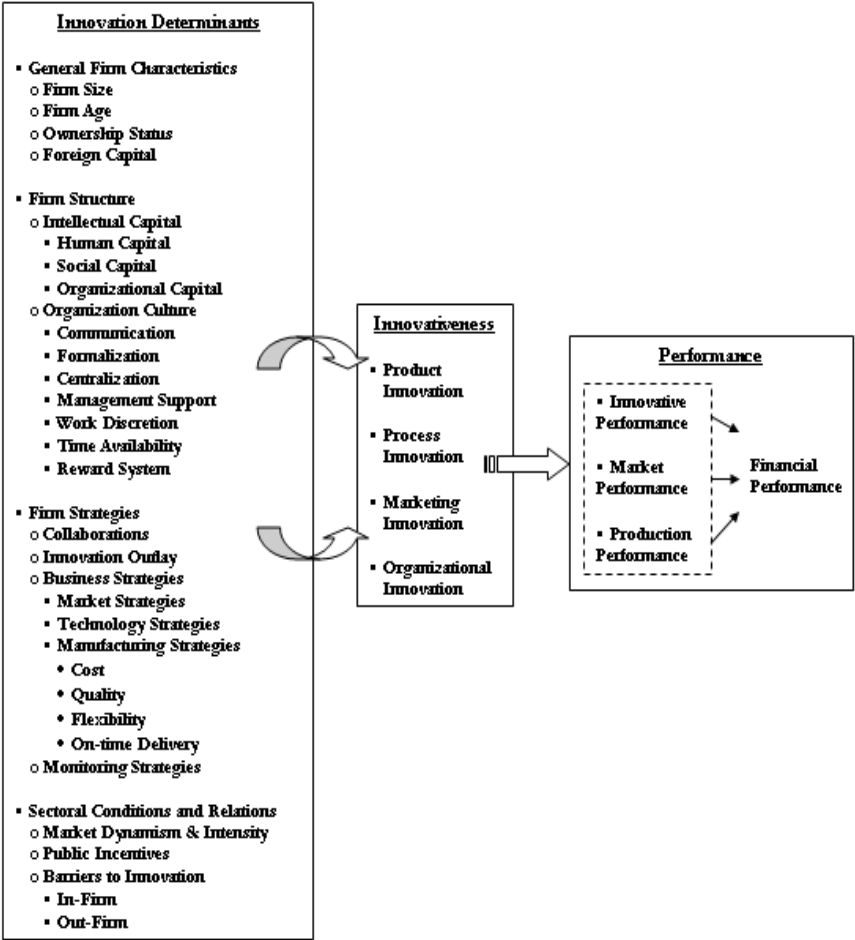 Innovation Determinants
▪ General Firm Characteristics
o Firm Size
o Firm Age
o Ownership Status
o Foreign Capital
▪ Firm Structure
o Intellectual Capital
▪ Human Capital
▪ Social Capital
▪ Organizational Capital
o Organization Culture
▪ Communication
▪ Formalization
▪ Centralization
▪ Management Support
▪ Work Discretion
▪ Time Availability
▪ Reward System
▪ Firm Strategies
o Collaborations
o Innovation Outlay
o Business Strategies
▪ Market Strategies
▪ Technology Strategies
▪ Manufacturing Strategies
• Cost
• Quality
• Flexibility
• On-time Delivery
o Monitoring Strategies
▪ Sectoral Conditions and Relations
o Market Dynamism & Intensity
o Public Incentives
o Barriers to Innovation
▪ In-Firm
▪ Out-Firm
Innovativeness
▪ Product
Innovation
▪ Process
Innovation
▪ Marketing
Innovation
▪ Organizational
Innovation
Performance
▪ Innovative
Performance
▪ Market
Performance
▪ Production
Performance
Financial
Performance